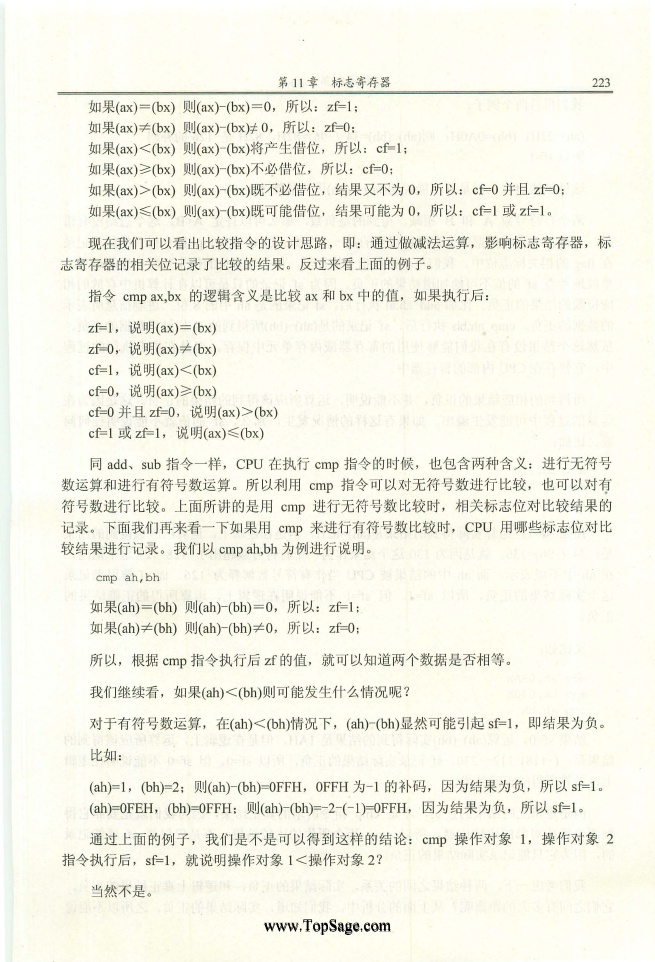 第 11 章 标志寄存器
223
如果(ax)＝(bx) 则(ax)-(bx)＝0，所以：zf=1；
如果(ax)≠(bx) 则(ax)-(bx)≠0，所以：zf=0；
如果(ax)＜(bx) 则(ax)-(bx)将产生借位，所以：cf=1；
如果(ax)≥(bx) 则(ax)-(bx)不必借位，所以：cf=0；
如果(ax)＞(bx) 则(ax)-(bx)既不必借位，结果又不为 0，所以：cf=0 并且 zf=0；
如果(ax)≤(bx) 则(ax)-(bx)既可能借位，结果可能为 0，所以：cf=1 或 zf=1。
现在我们可以看出比较指令的设计思路，即：通过做减法运算，影响标志寄存器，标
志寄存器的相关位记录了比较的结果。反过来看上面的例子。
指令 cmp ax,bx 的逻辑含义是比较 ax 和 bx 中的值，如果执行后：
zf=1，说明(ax)＝(bx)
zf=0，说明(ax)≠(bx)
cf=1，说明(ax)＜(bx)
cf=0，说明(ax)≥(bx)
cf=0 并且 zf=0，说明(ax)＞(bx)
cf=1 或 zf=1，说明(ax)≤(bx)
同 add、sub 指令一样，CPU 在执行 cmp 指令的时候，也包含两种含义：进行无符号
数运算和进行有符号数运算。所以利用 cmp 指令可以对无符号数进行比较，也可以对有
符号数进行比较。上面所讲的是用 cmp 进行无符号数比较时，相关标志位对比较结果的
记录。下面我们再来看一下如果用 cmp 来进行有符号数比较时，CPU 用哪些标志位对比
较结果进行记录。我们以 cmp ah,bh 为例进行说明。
cmp ah,bh
如果(ah)＝(bh) 则(ah)-(bh)＝0，所以：zf=1；
如果(ah)≠(bh) 则(ah)-(bh)≠0，所以：zf=0；
所以，根据 cmp 指令执行后 zf 的值，就可以知道两个数据是否相等。
我们继续看，如果(ah)＜(bh)则可能发生什么情况呢？
对于有符号数运算，在(ah)＜(bh)情况下，(ah)-(bh)显然可能引起 sf=1，即结果为负。
比如：
(ah)=1，(bh)=2；则(ah)-(bh)=0FFH，0FFH 为-1 的补码，因为结果为负，所以 sf=1。
(ah)=0FEH，(bh)=0FFH；则(ah)-(bh)=-2-(-1)=0FFH，因为结果为负，所以 sf=1。
通过上面的例子，我们是不是可以得到这样的结论：cmp 操作对象 1，操作对象 2
指令执行后，sf=1，就说明操作对象 1＜操作对象 2？
当然不是。
www.TopSage.com